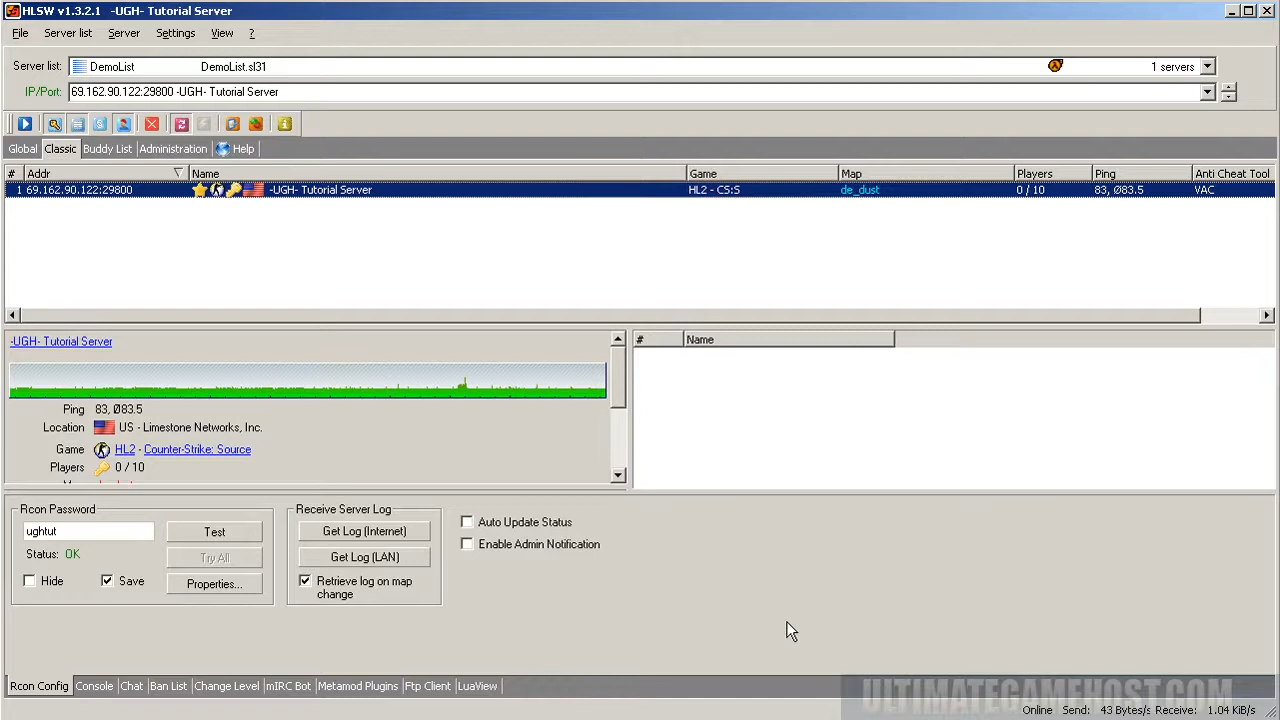 HLSW v1.3.2.1 -UGH- Tutorial Server
File Server list Server Settings View ?
Server list: DemoList DemoList.sl31 1 servers
IP/Port: 69.162.90.122:29800 -UGH- Tutorial Server
Global Classic Buddy List Administration Help
# Addr Name Game Map Players Ping Anti Cheat Tool
1 69.162.90.122:29800 -UGH- Tutorial Server HL2 - CS:S de_dust 0 / 10 83, Ø83.5 VAC
-UGH- Tutorial Server
# Name
Ping 83, Ø83.5
Location US - Limestone Networks, Inc.
Game HL2 - Counter-Strike: Source
Players 0 / 10
Rcon Password
ughtut
Test
Status: OK
Try All
Hide Save Properties...
Receive Server Log
Get Log (Internet)
Get Log (LAN)
Retrieve log on map
change
Auto Update Status
Enable Admin Notification
Rcon Config Console Chat Ban List Change Level mIRC Bot Metamod Plugins Ftp Client LuaView
ULTIMATEGAMEHOST.COM
Online Send: 43 Bytes/s Receive: 1.04 KiB/s